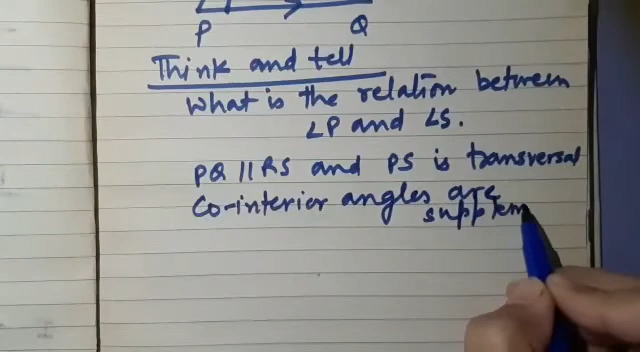 P Q
Think and tell
What is the relation between
∠P and ∠S.
PQ || RS and PS is transversal
Co-interior angles are
supplem